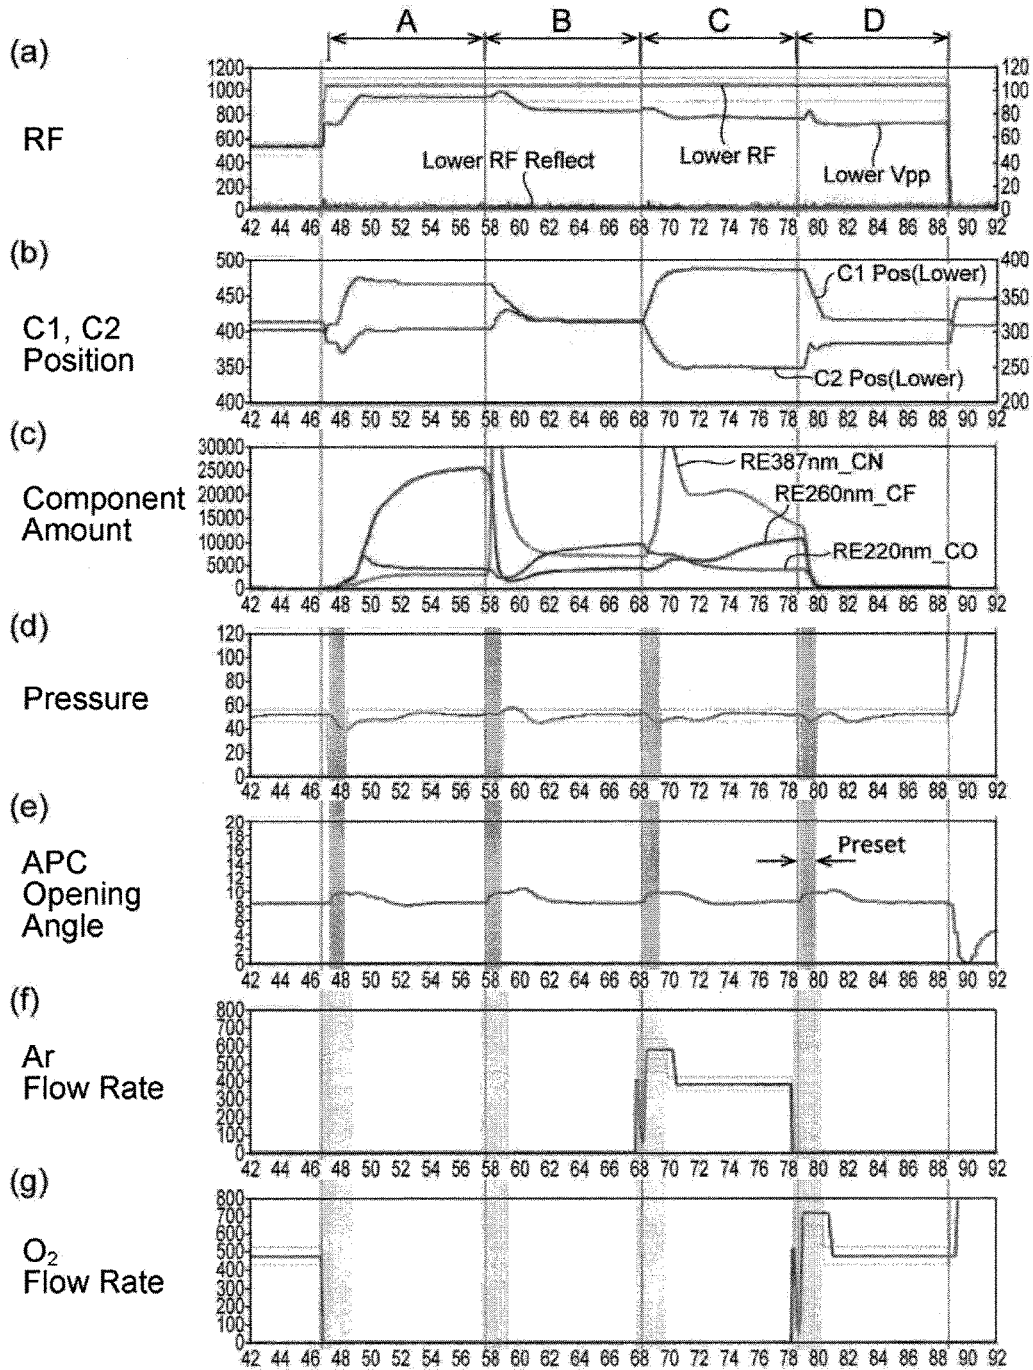 A B C D
(a)
RF
1200
1000
800
600
400
200
0
120
100
80
60
40
20
0
Lower RF Reflect
Lower RF
Lower Vpp
42 44 46 48 50 52 54 56 58 60 62 64 66 68 70 72 74 76 78 80 82 84 86 88 90 92
(b)
C1, C2
Position
500
450
400
350
400
400
350
300
250
200
C1 Pos(Lower)
C2 Pos(Lower)
42 44 46 48 50 52 54 56 58 60 62 64 66 68 70 72 74 76 78 80 82 84 86 88 90 92
(c)
Component
Amount
30000
25000
20000
15000
10000
5000
0
RE387nm_CN
RE260nm_CF
RE220nm_CO
42 44 46 48 50 52 54 56 58 60 62 64 66 68 70 72 74 76 78 80 82 84 86 88 90 92
(d)
Pressure
120
100
80
60
40
20
0
42 44 46 48 50 52 54 56 58 60 62 64 66 68 70 72 74 76 78 80 82 84 86 88 90 92
(e)
APC
Opening
Angle
20
18
16
14
12
10
8
6
4
2
0
Preset
42 44 46 48 50 52 54 56 58 60 62 64 66 68 70 72 74 76 78 80 82 84 86 88 90 92
(f)
Ar
Flow Rate
800
700
600
500
400
300
200
100
0
42 44 46 48 50 52 54 56 58 60 62 64 66 68 70 72 74 76 78 80 82 84 86 88 90 92
(g)
O2
Flow Rate
800
700
600
500
400
300
200
100
0
42 44 46 48 50 52 54 56 58 60 62 64 66 68 70 72 74 76 78 80 82 84 86 88 90 92